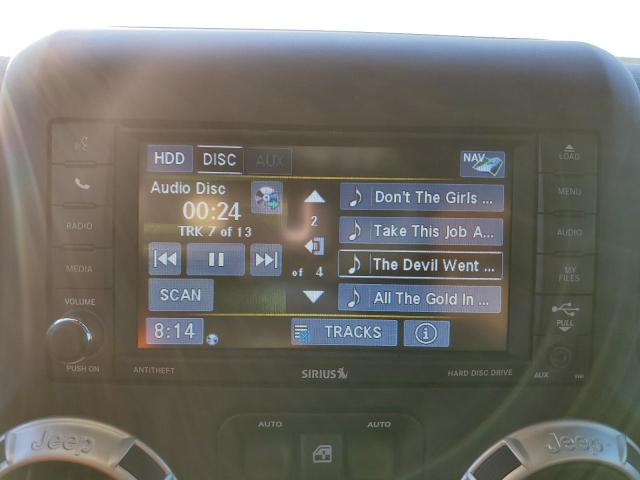 HDD DISC AUX NAV
LOAD
Audio Disc
00:24
TRK 7 of 13
Don't The Girls ...
MENU
2
Take This Job A...
RADIO
AUDIO
of 4
The Devil Went ...
MEDIA
MY FILES
SCAN
All The Gold In ...
VOLUME
PULL
8:14
TRACKS
PUSH ON
ANTITHEFT
SIRIUS
HARD DISC DRIVE
AUX
AUTO AUTO
Jeep Jeep